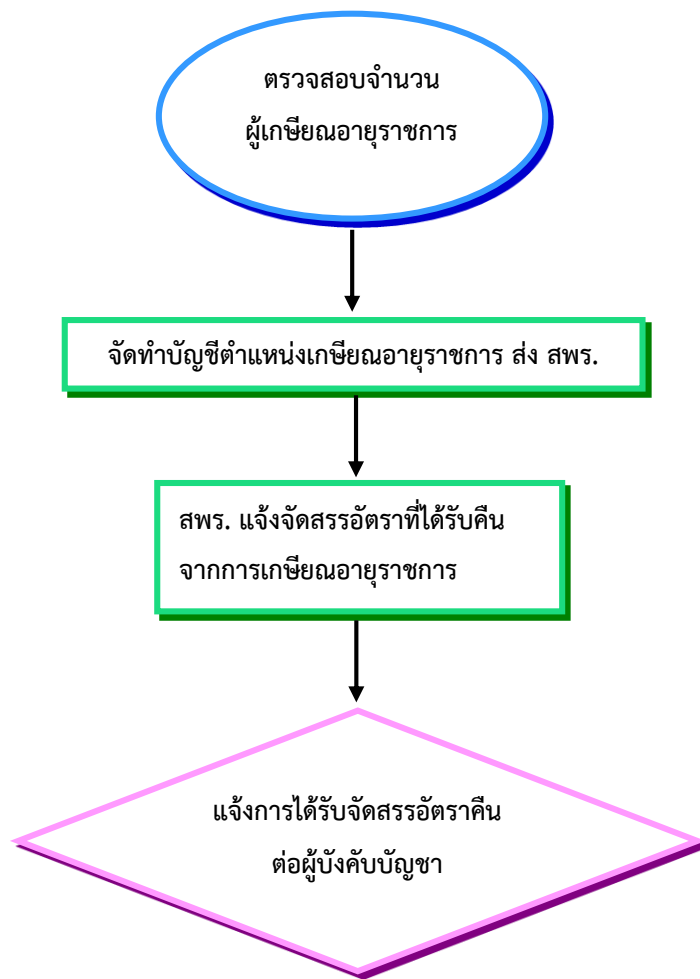 ตรวจสอบจำนวน
ผู้เกษียณอายุราชการ
จัดทำบัญชีตำแหน่งเกษียณอายุราชการ ส่ง สพร.
สพร. แจ้งจัดสรรอัตราที่ได้รับคืน
จากการเกษียณอายุราชการ
แจ้งการได้รับจัดสรรอัตราคืน
ต่อผู้บังคับบัญชา